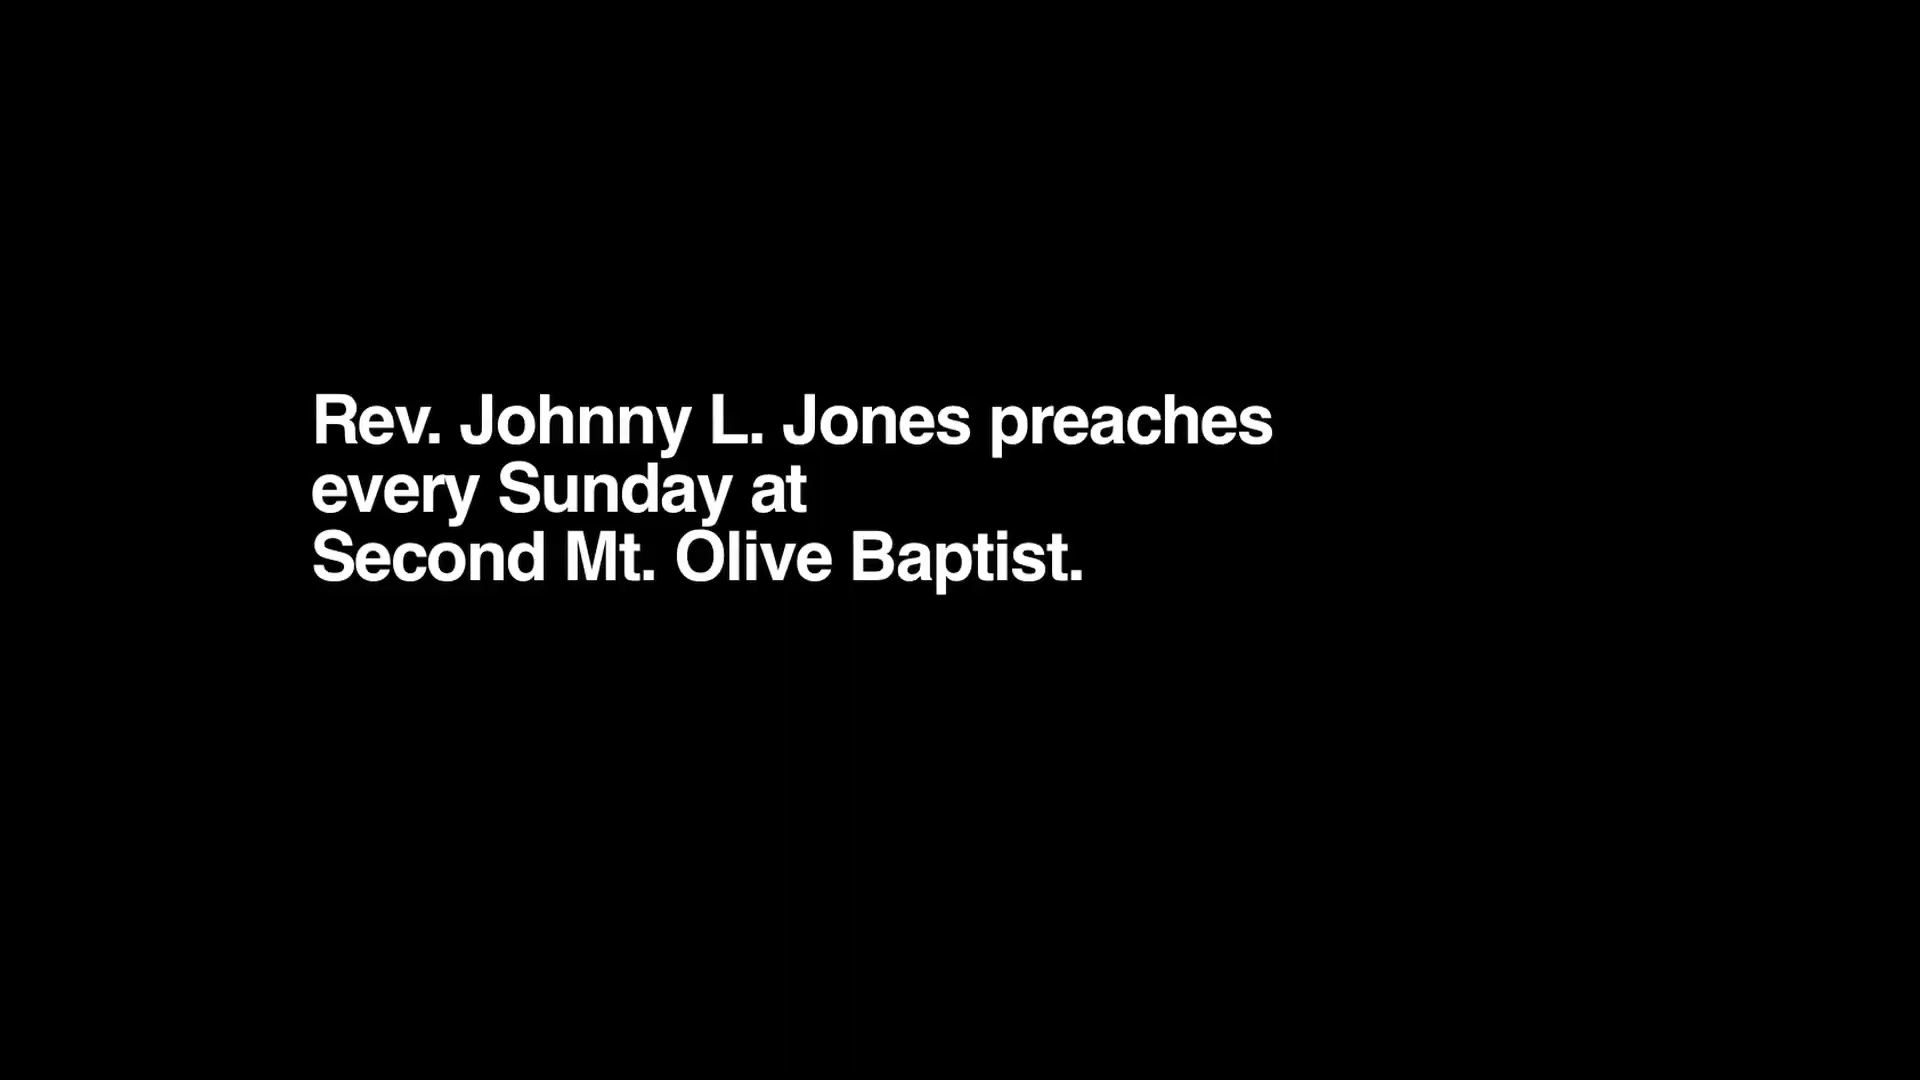 Rev. Johnny L. Jones preaches
every Sunday at
Second Mt. Olive Baptist.